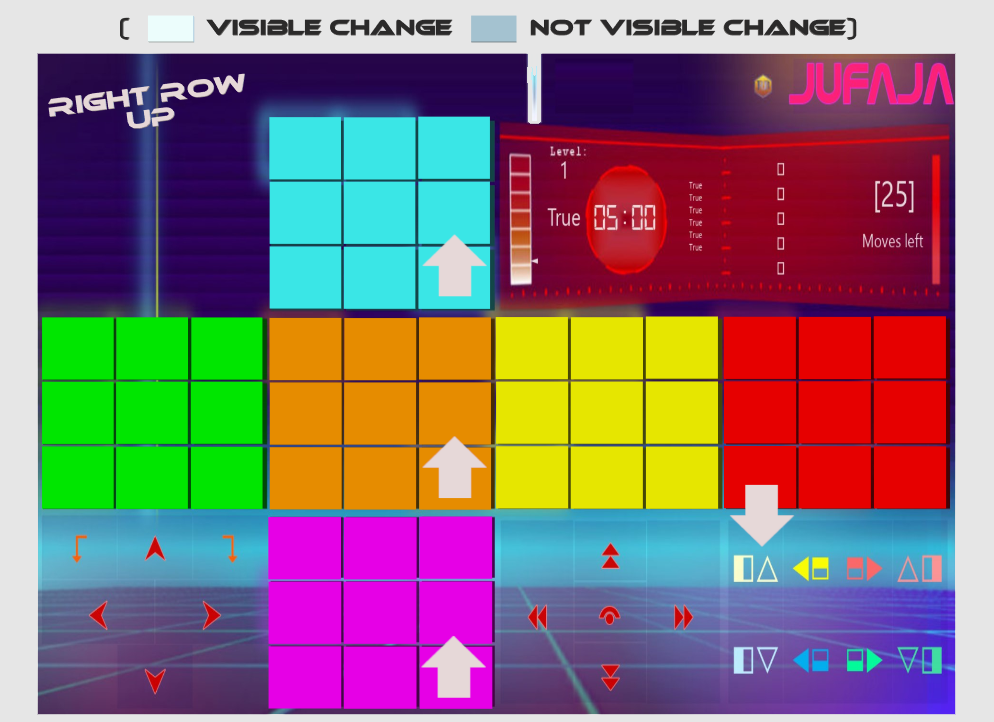 ( VISIBLE CHANGE NOT VISIBLE CHANGE)
RIGHT ROW
UP
JUFAJA
Level:
1
True
05:00
True
True
True
True
True
True
[25]
Moves left